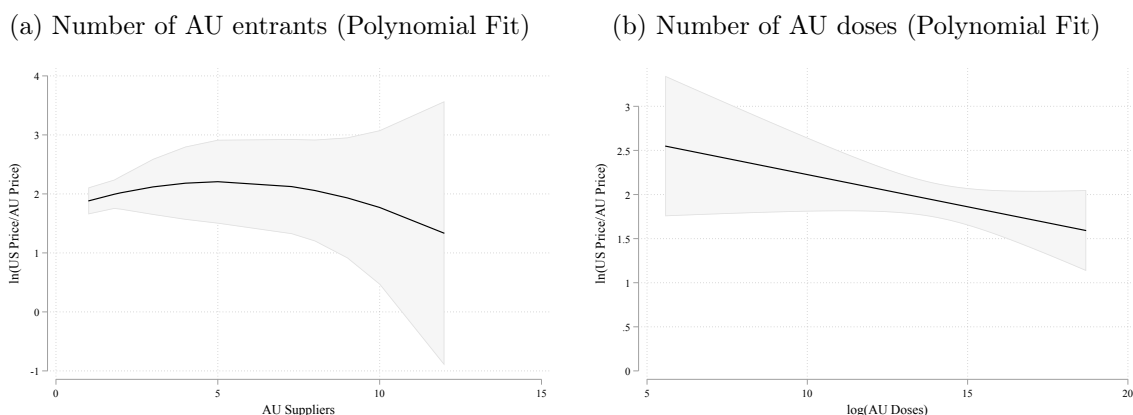 (a) Number of AU entrants (Polynomial Fit)
4
3
2
1
0
-1
ln(US Price/AU Price)
0 5 10 15
AU Suppliers
(b) Number of AU doses (Polynomial Fit)
3
2.5
2
1.5
1
.5
0
ln(US Price/AU Price)
5 10 15 20
log(AU Doses)